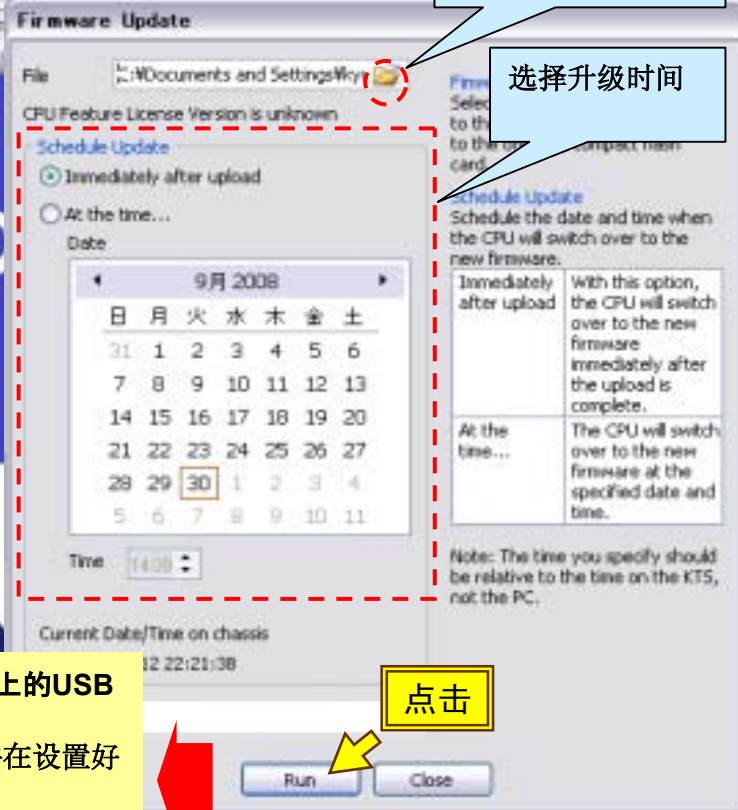 Firmware Update
选择升级时间
File
C:¥Documents and Settings¥ky
CPU Feature License Version is unknown
Schedule Update
Immediately after upload
At the time...
Date
9月 2008
日 月 火 水 木 金 土
31 1 2 3 4 5 6
7 8 9 10 11 12 13
14 15 16 17 18 19 20
21 22 23 24 25 26 27
28 29 30 1 2 3 4
5 6 7 8 9 10 11
Time 14:09
Current Date/Time on chassis
12 22:21:38
to the
to the
card.
Schedule Update
Schedule the date and time when
the CPU will switch over to the
new firmware.
Immediately after upload
With this option,
the CPU will switch
over to the new
firmware
immediately after
the upload is
complete.
At the time...
The CPU will switch
over to the new
firmware at the
specified date and
time.
Note: The time you specify should
be relative to the time on the KTS,
not the PC.
上的USB
在设置好
点击
Run
Close